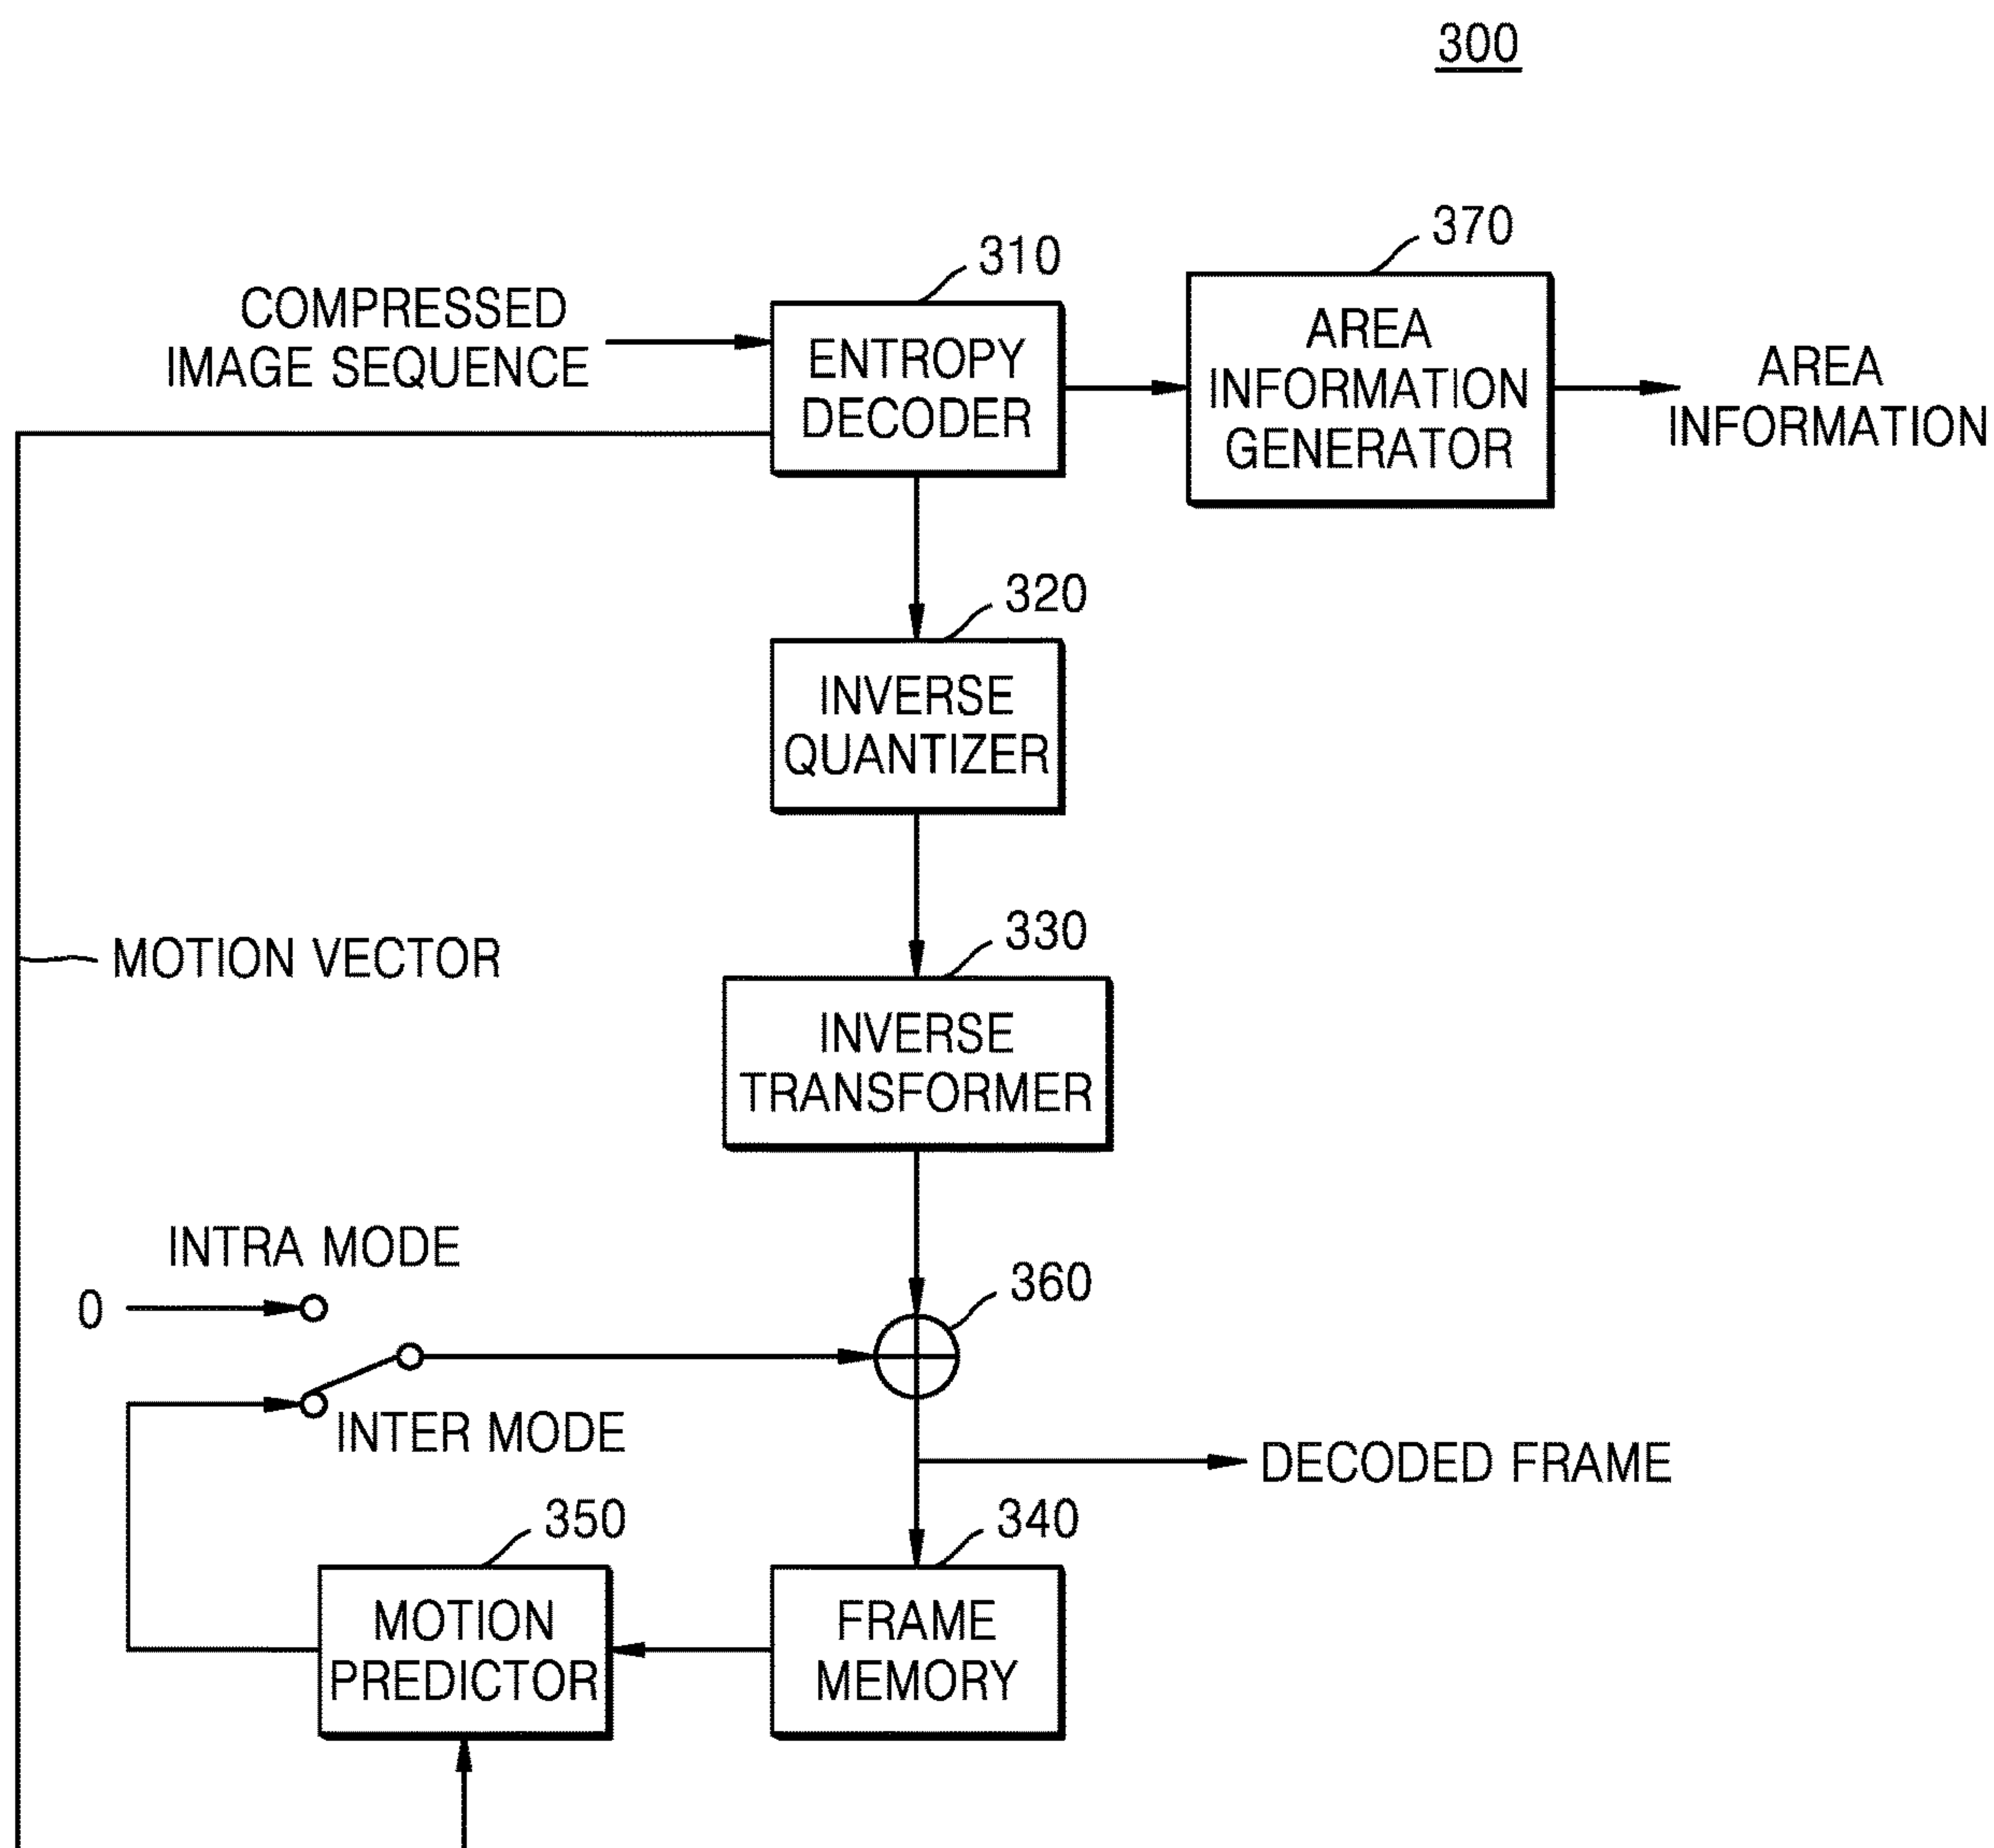 300
370
310
COMPRESSED
IMAGE SEQUENCE
ENTROPY
DECODER
AREA
INFORMATION
GENERATOR
AREA
INFORMATION
320
INVERSE
QUANTIZER
MOTION VECTOR
330
INVERSE
TRANSFORMER
INTRA MODE
0
360
INTER MODE
DECODED FRAME
350
340
MOTION
PREDICTOR
FRAME
MEMORY